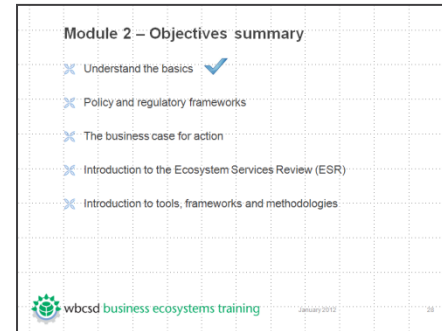 Module 2 – Objectives summary
Understand the basics
Policy and regulatory frameworks
The business case for action
Introduction to the Ecosystem Services Review (ESR)
Introduction to tools, frameworks and methodologies
wbcsd business ecosystems training
January 2012
28